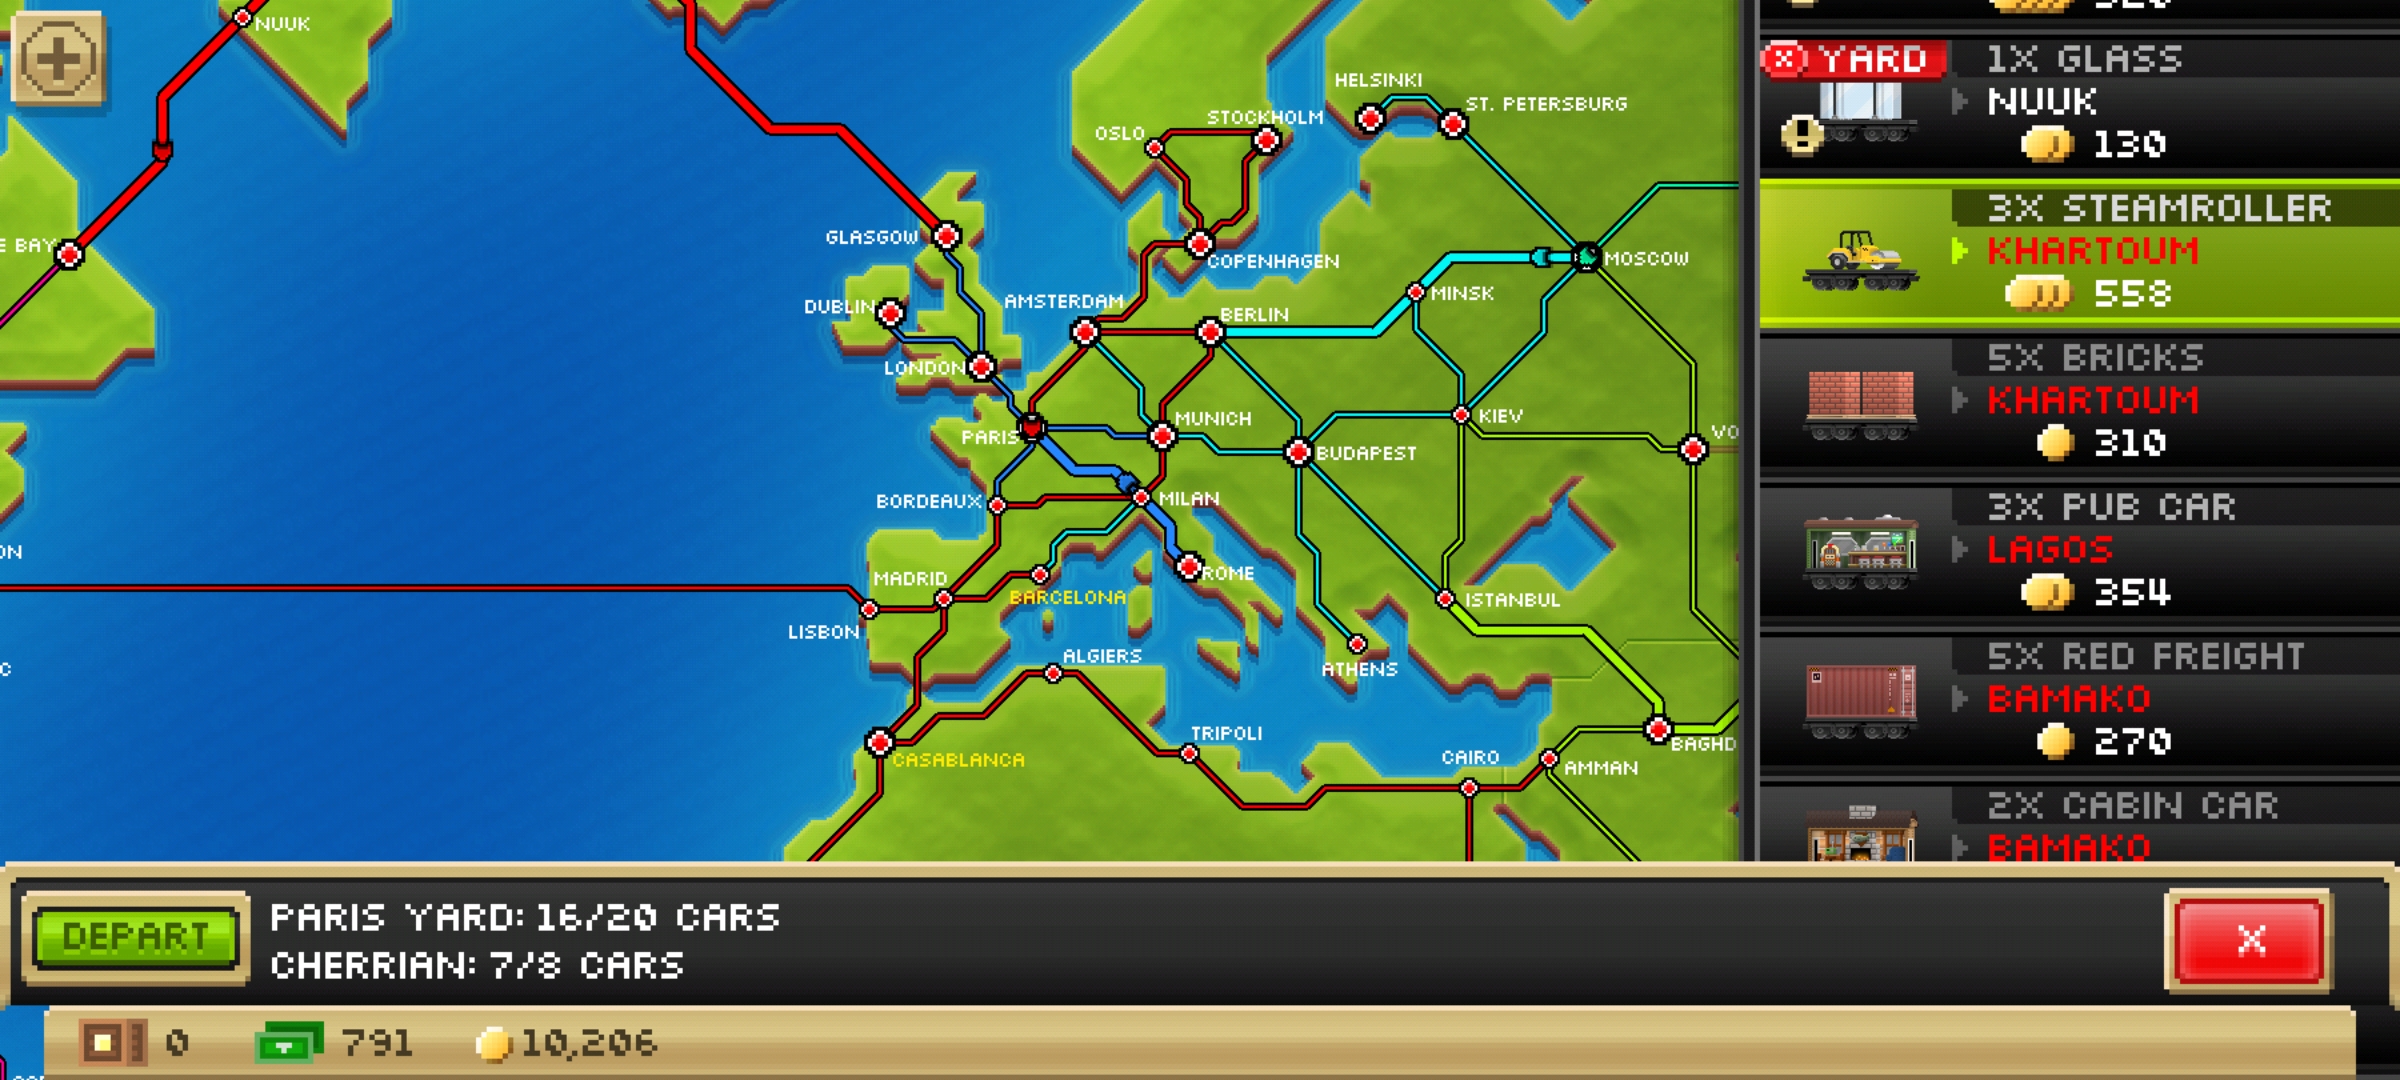 NUUK
HELSINKI
ST. PETERSBURG
STOCKHOLM
OSLO
E BAY
GLASGOW
COPENHAGEN
MOSCOW
AMSTERDAM
MINSK
DUBLIN
BERLIN
LONDON
MUNICH
KIEV
VO
PARIS
BUDAPEST
BORDEAUX
MILAN
ON
ROME
MADRID
BARCELONA
ISTANBUL
LISBON
ALGIERS
ATHENS
C
TRIPOLI
BAGHD
CASABLANCA
CAIRO
AMMAN
320
YARD
1X GLASS
NUUK
130
3X STEAMROLLER
KHARTOUM
558
5X BRICKS
KHARTOUM
310
3X PUB CAR
LAGOS
354
5X RED FREIGHT
BAMAKO
270
2X CABIN CAR
BAMAKO
DEPART
PARIS YARD: 16/20 CARS
CHERRIAN: 7/8 CARS
X
0
791
10,206